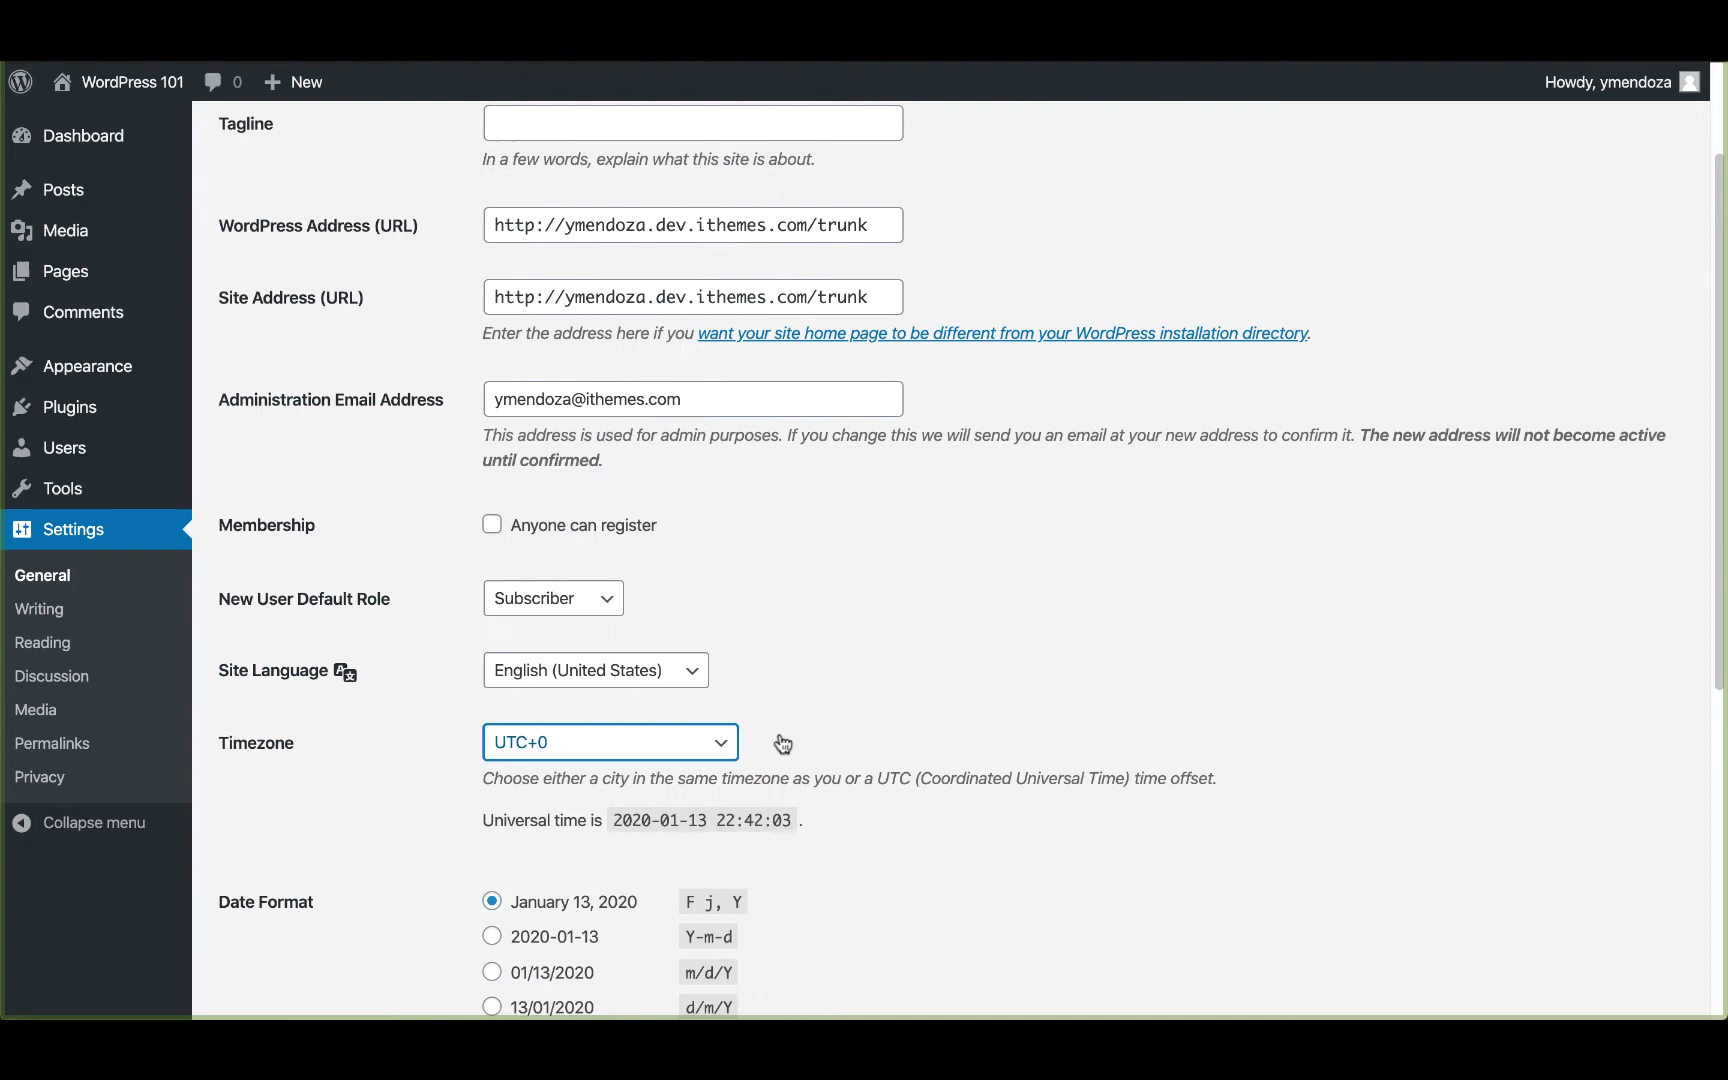 WordPress 101
0
New
Howdy, ymendoza
Dashboard
Posts
Media
Pages
Comments
Appearance
Plugins
Users
Tools
Settings
General
Writing
Reading
Discussion
Media
Permalinks
Privacy
Collapse menu
Tagline
In a few words, explain what this site is about.
WordPress Address (URL)
http://ymendoza.dev.ithemes.com/trunk
Site Address (URL)
http://ymendoza.dev.ithemes.com/trunk
Enter the address here if you want your site home page to be different from your WordPress installation directory.
Administration Email Address
ymendoza@ithemes.com
This address is used for admin purposes. If you change this we will send you an email at your new address to confirm it. The new address will not become active
until confirmed.
Membership
Anyone can register
New User Default Role
Subscriber
Site Language
English (United States)
Timezone
UTC+0
Choose either a city in the same timezone as you or a UTC (Coordinated Universal Time) time offset.
Universal time is 2020-01-13 22:42:03 .
Date Format
January 13, 2020 F j, Y
2020-01-13 Y-m-d
01/13/2020 m/d/Y
13/01/2020 d/m/Y